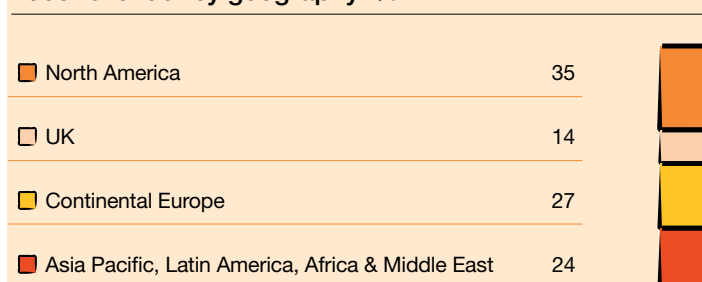 North America 35
UK 14
Continental Europe 27
Asia Pacific, Latin America, Africa & Middle East 24